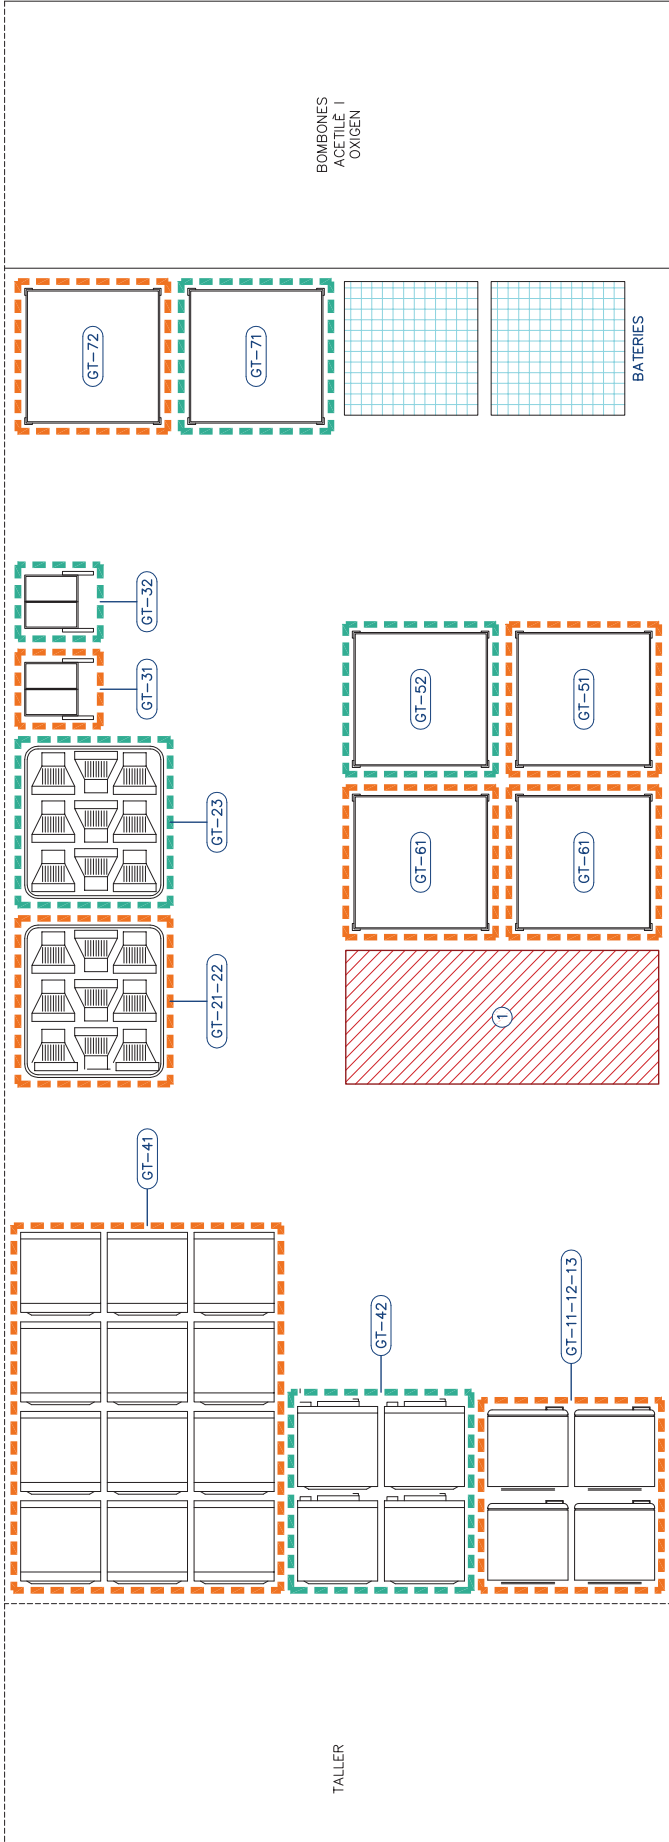 BOMBONES
ACETILÈ I
OXIGEN
GT-72
GT-71
BATERIES
GT-32
GT-31
GT-52
GT-51
GT-23
GT-61
GT-61
GT-21-22
1
GT-41
GT-42
GT-11-12-13
TALLER